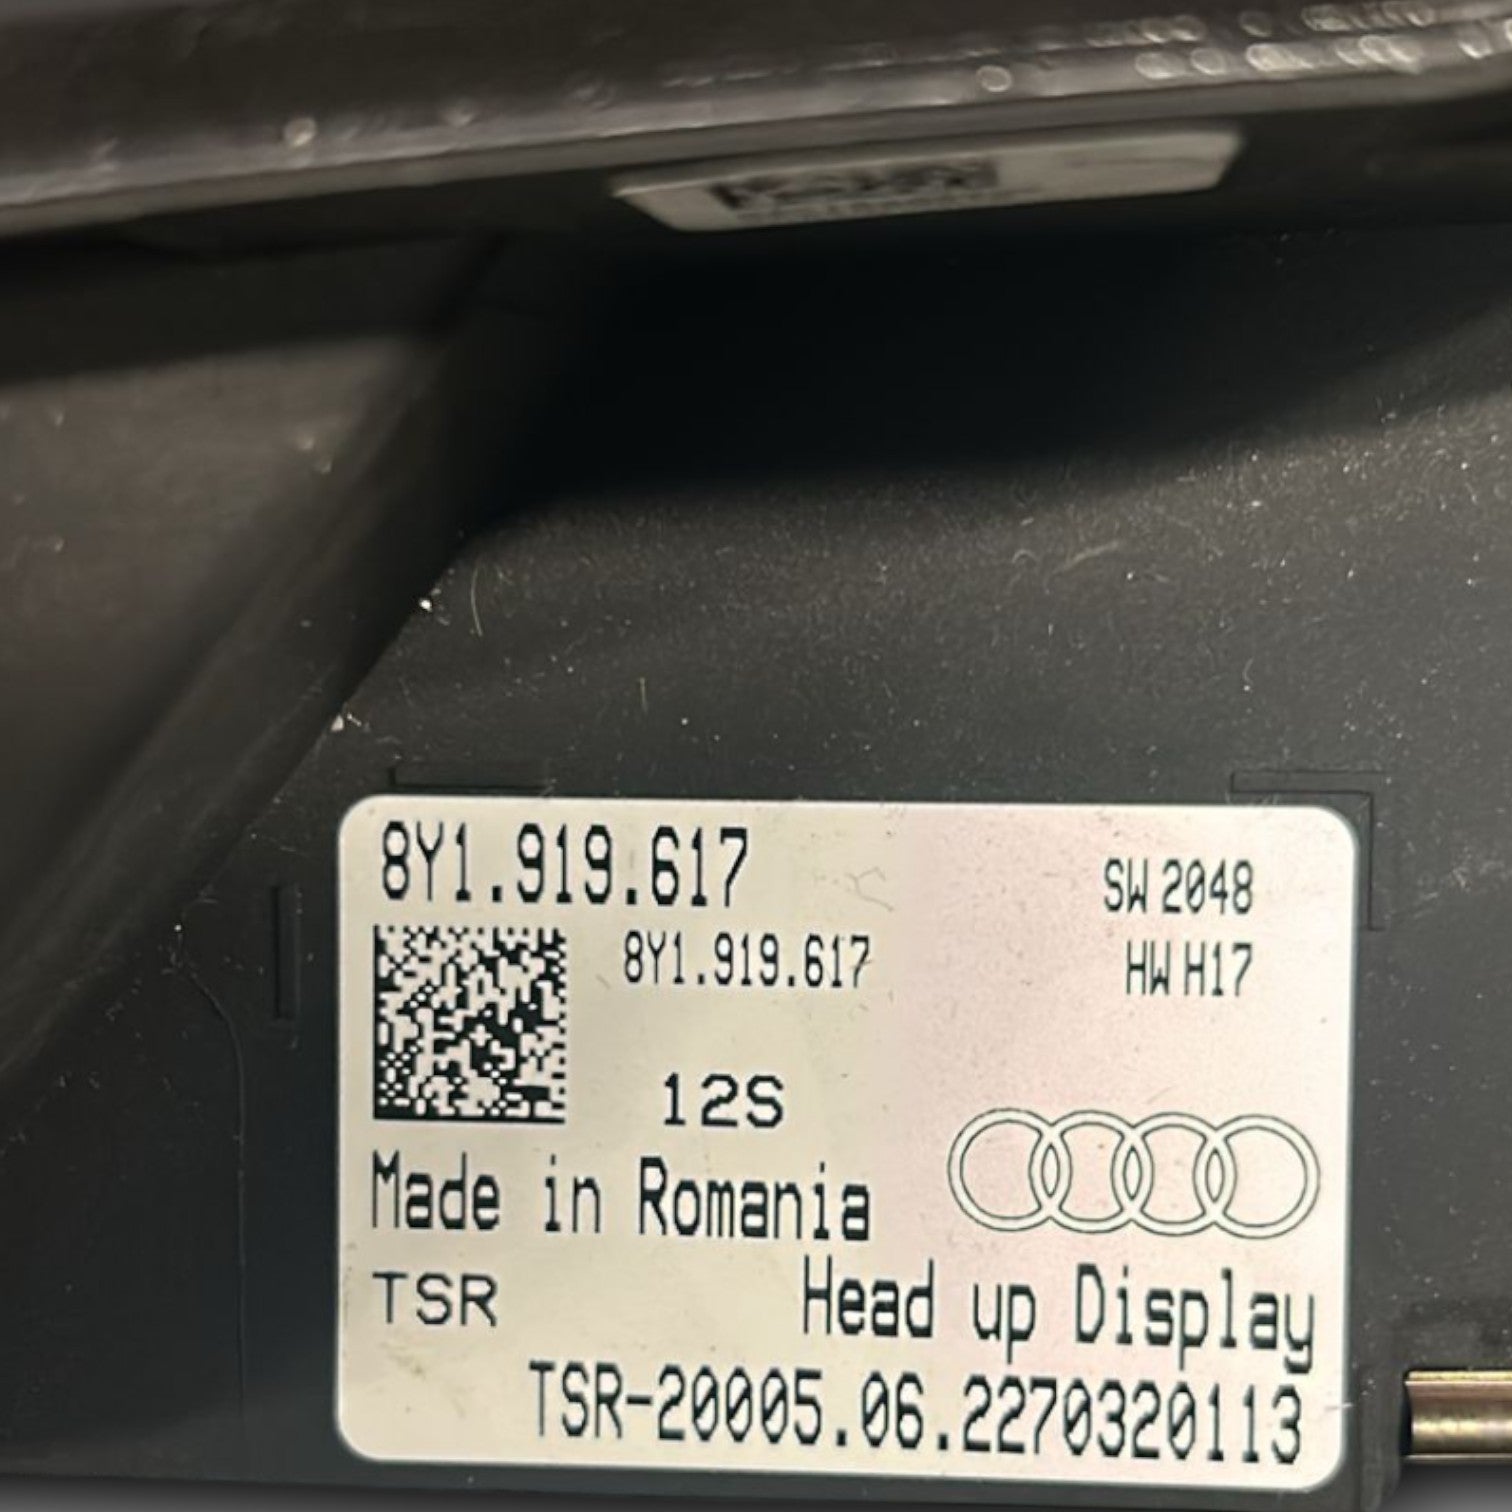 8Y1.919.617
SW 2048
8Y1.919.617
HW H17
12S
Made in Romania
TSR
Head up Display
TSR-20005.06.2270320113